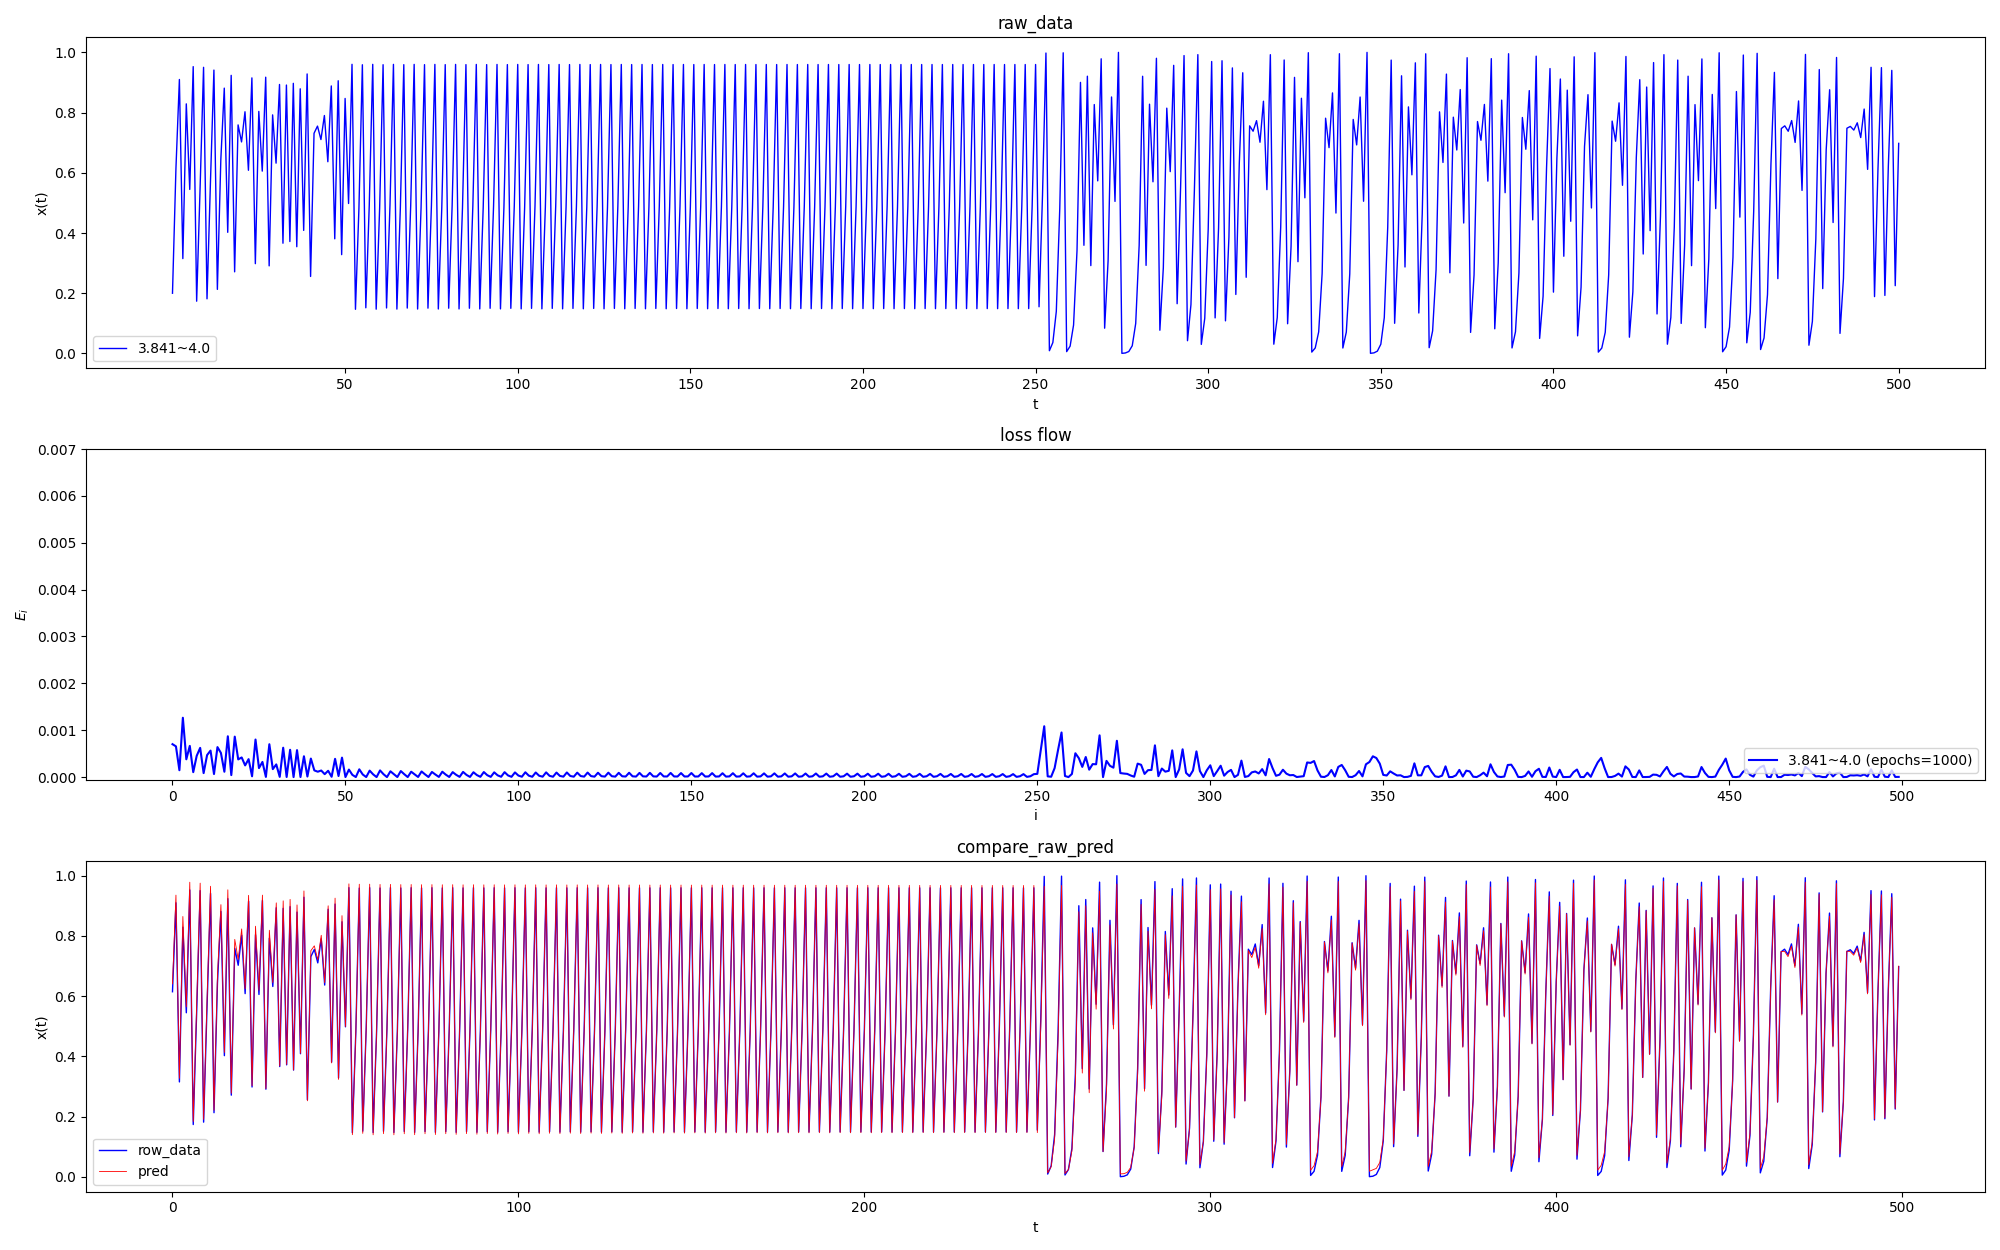 raw_data
1.0
0.8
0.6
0.4
0.2
0.0
x(t)
3.841~4.0
50 100 150 200 250 300 350 400 450 500
t
loss flow
0.007
0.006
0.005
0.004
0.003
0.002
0.001
0.000
E_i
3.841~4.0 (epochs=1000)
0 50 100 150 200 250 300 350 400 450 500
i
compare_raw_pred
1.0
0.8
0.6
0.4
0.2
0.0
x(t)
row_data
pred
0 100 200 300 400 500
t